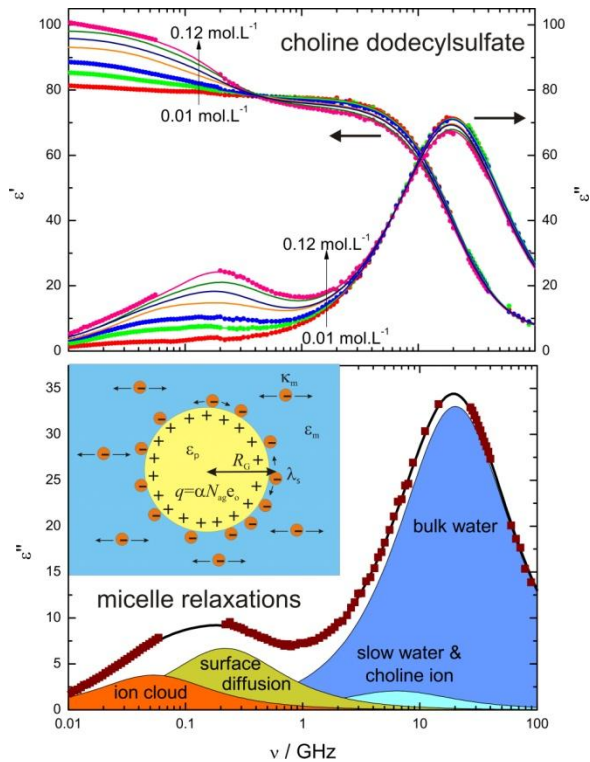 choline dodecylsulfate
0.12 mol.L⁻¹
0.01 mol.L⁻¹
0.12 mol.L⁻¹
0.01 mol.L⁻¹
ε'
100
80
60
40
20
0
ε''
100
80
60
40
20
0
κm
εm
εp
RG
λs
q=αNage₀
micelle relaxations
bulk water
slow water &
choline ion
surface
diffusion
ion cloud
ε''
35
30
25
20
15
10
5
0
0.01 0.1 1 10 100
ν / GHz